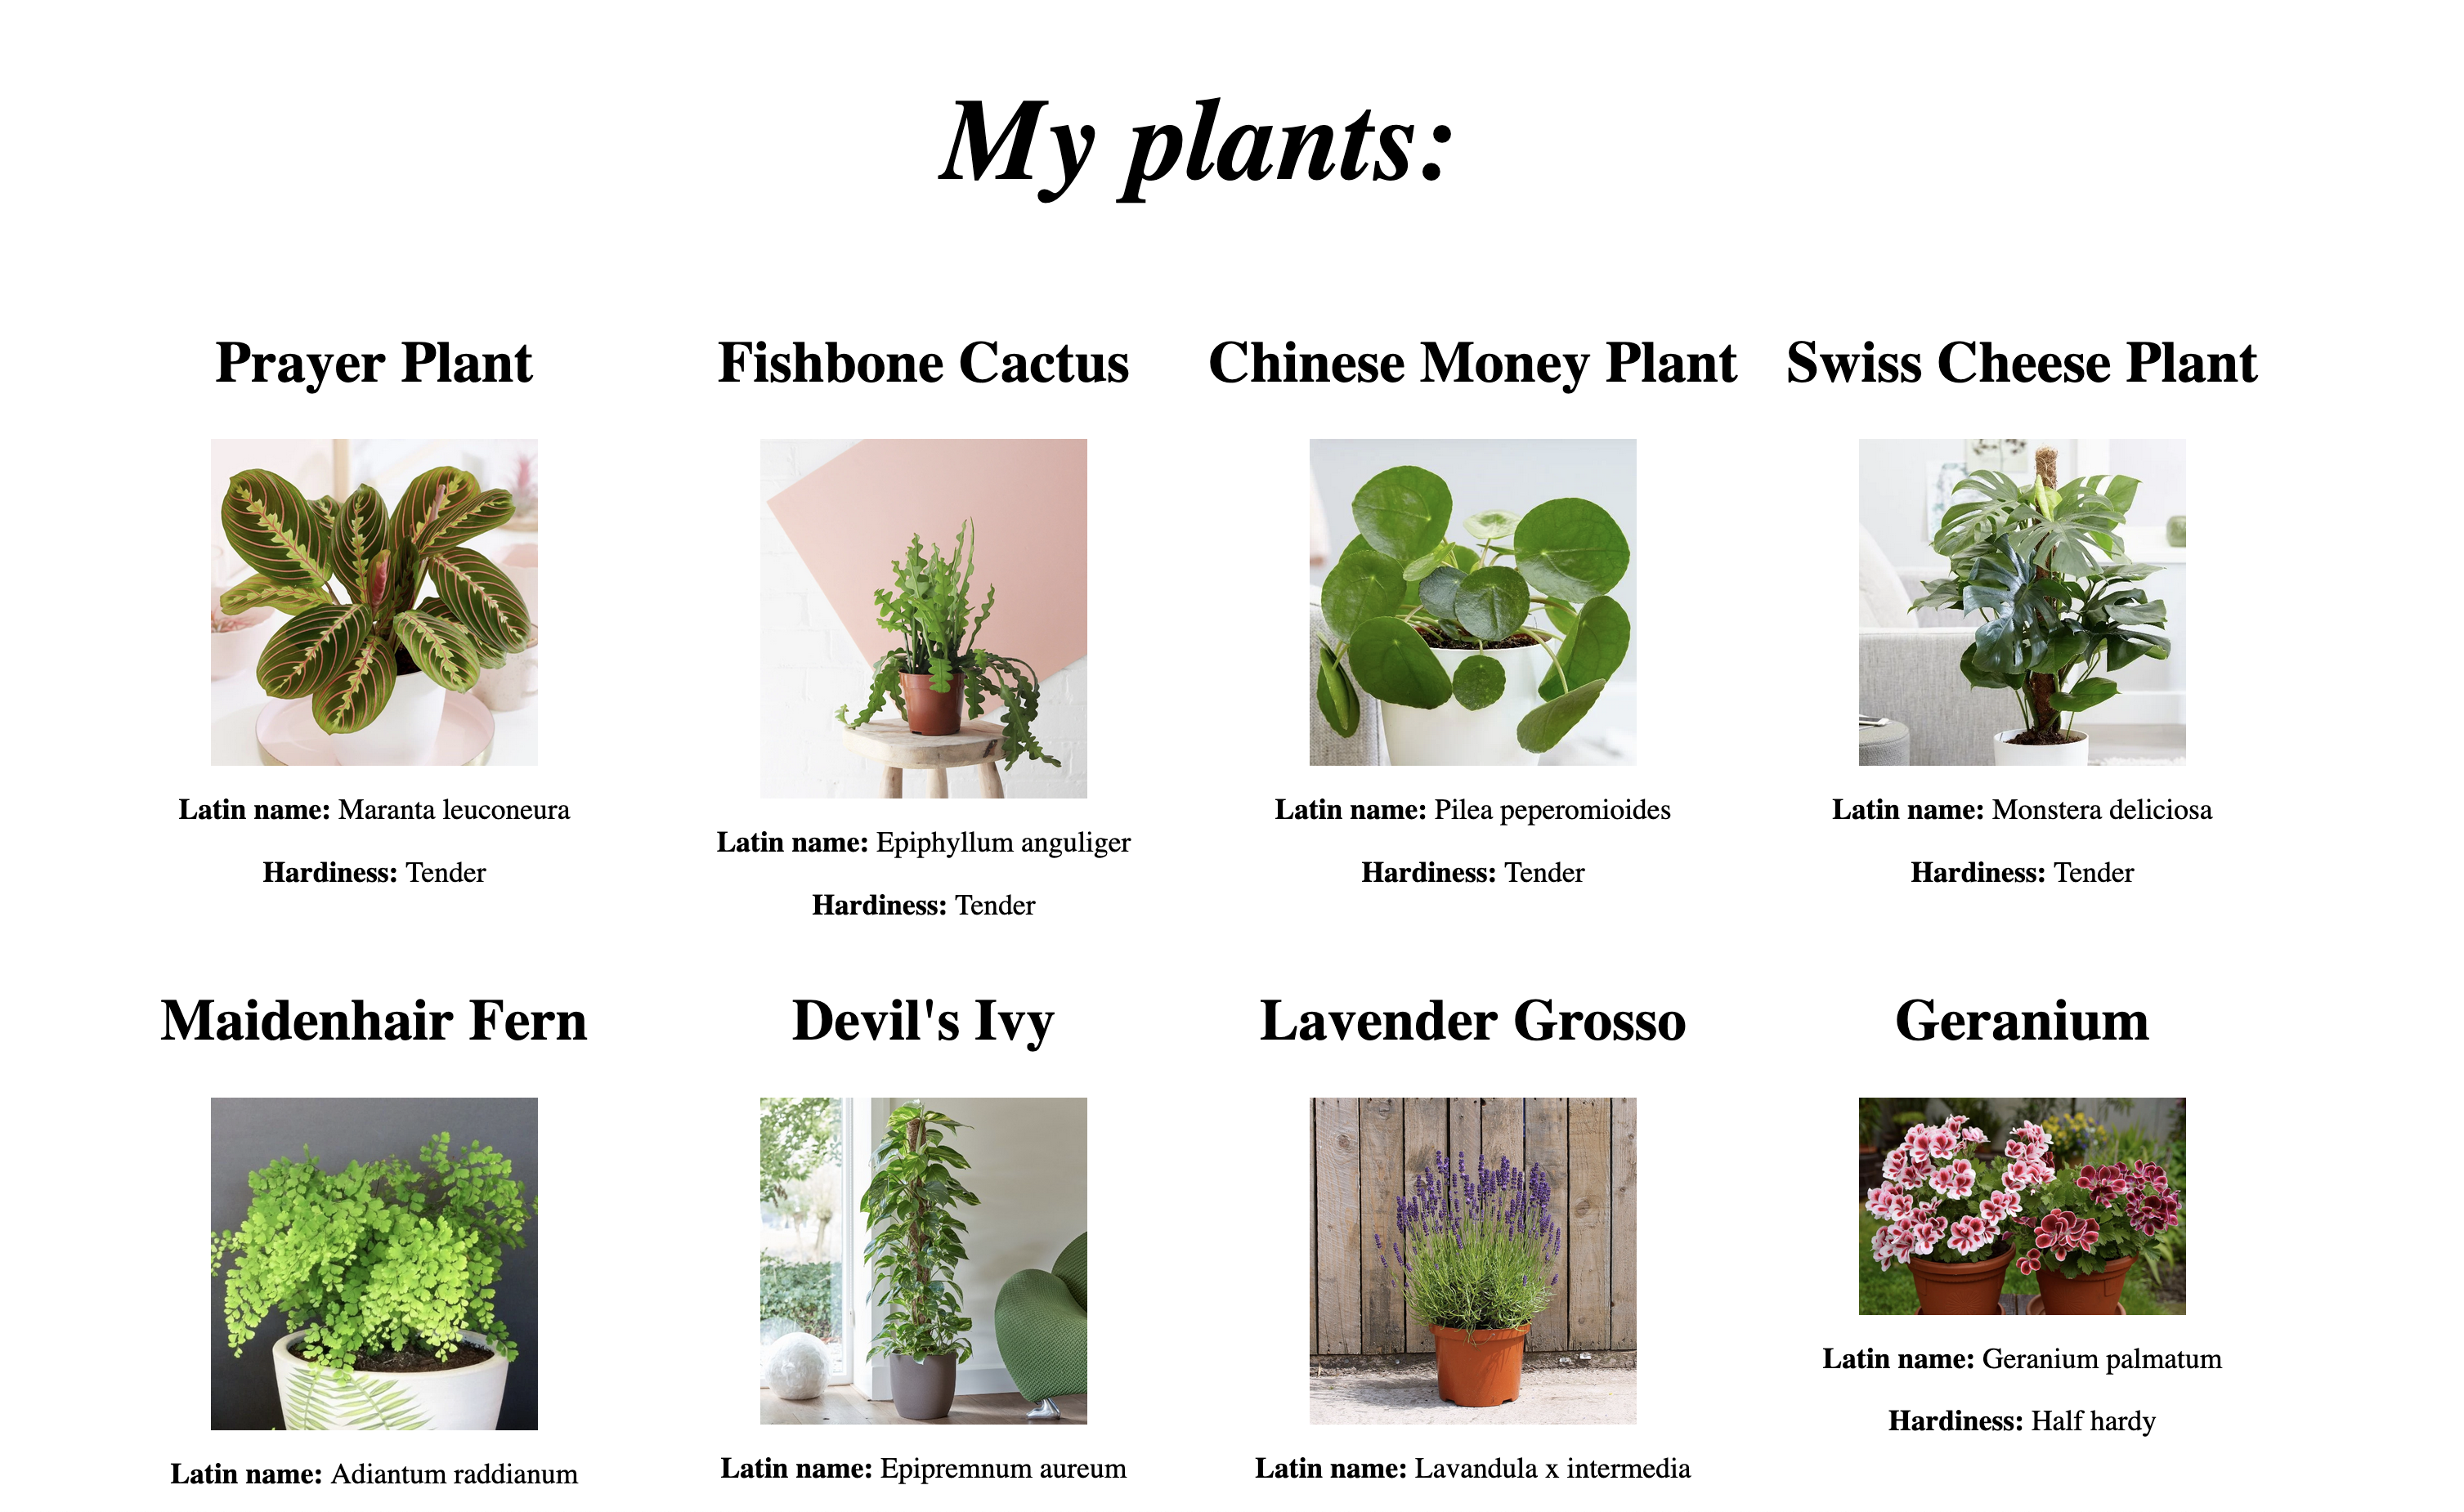 My plants:
Prayer Plant
Fishbone Cactus
Chinese Money Plant
Swiss Cheese Plant
Latin name: Maranta leuconeura
Hardiness: Tender
Latin name: Epiphyllum anguliger
Hardiness: Tender
Latin name: Pilea peperomioides
Hardiness: Tender
Latin name: Monstera deliciosa
Hardiness: Tender
Maidenhair Fern
Devil's Ivy
Lavender Grosso
Geranium
Latin name: Adiantum raddianum
Latin name: Epipremnum aureum
Latin name: Lavandula x intermedia
Latin name: Geranium palmatum
Hardiness: Half hardy